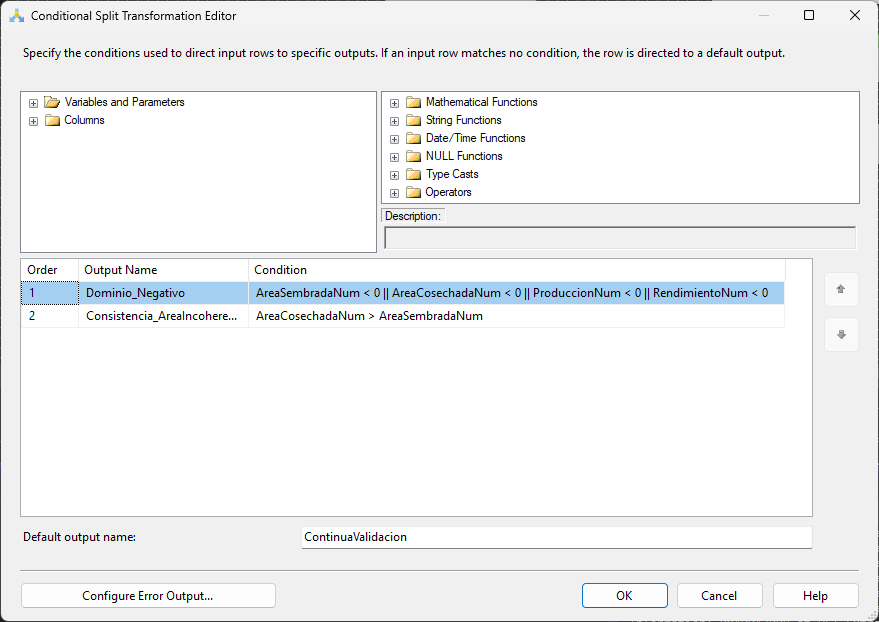 Conditional Split Transformation Editor
Specify the conditions used to direct input rows to specific outputs. If an input row matches no condition, the row is directed to a default output.
Variables and Parameters
Columns
Mathematical Functions
String Functions
Date/Time Functions
NULL Functions
Type Casts
Operators
Description:
Order Output Name Condition
1 Dominio_Negativo AreaSembradaNum < 0 || AreaCosechadaNum < 0 || ProduccionNum < 0 || RendimientoNum < 0
2 Consistencia_AreaIncohere... AreaCosechadaNum > AreaSembradaNum
Default output name: ContinuaValidacion
Configure Error Output... OK Cancel Help